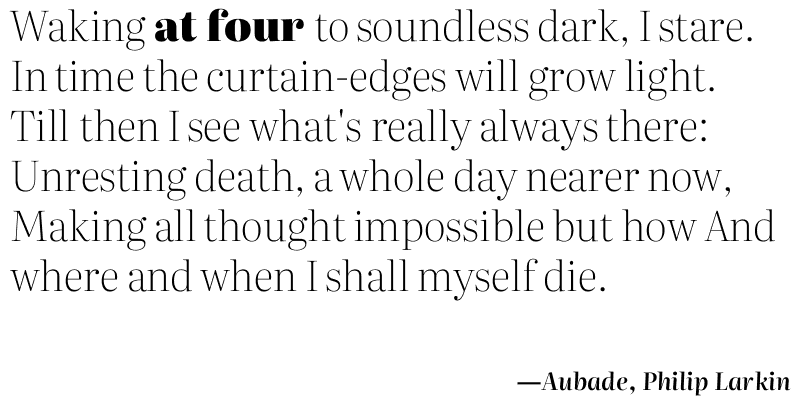 Waking at four to soundless dark, I stare.
In time the curtain-edges will grow light.
Till then I see what's really always there:
Unresting death, a whole day nearer now,
Making all thought impossible but how And
where and when I shall myself die.
—Aubade, Philip Larkin